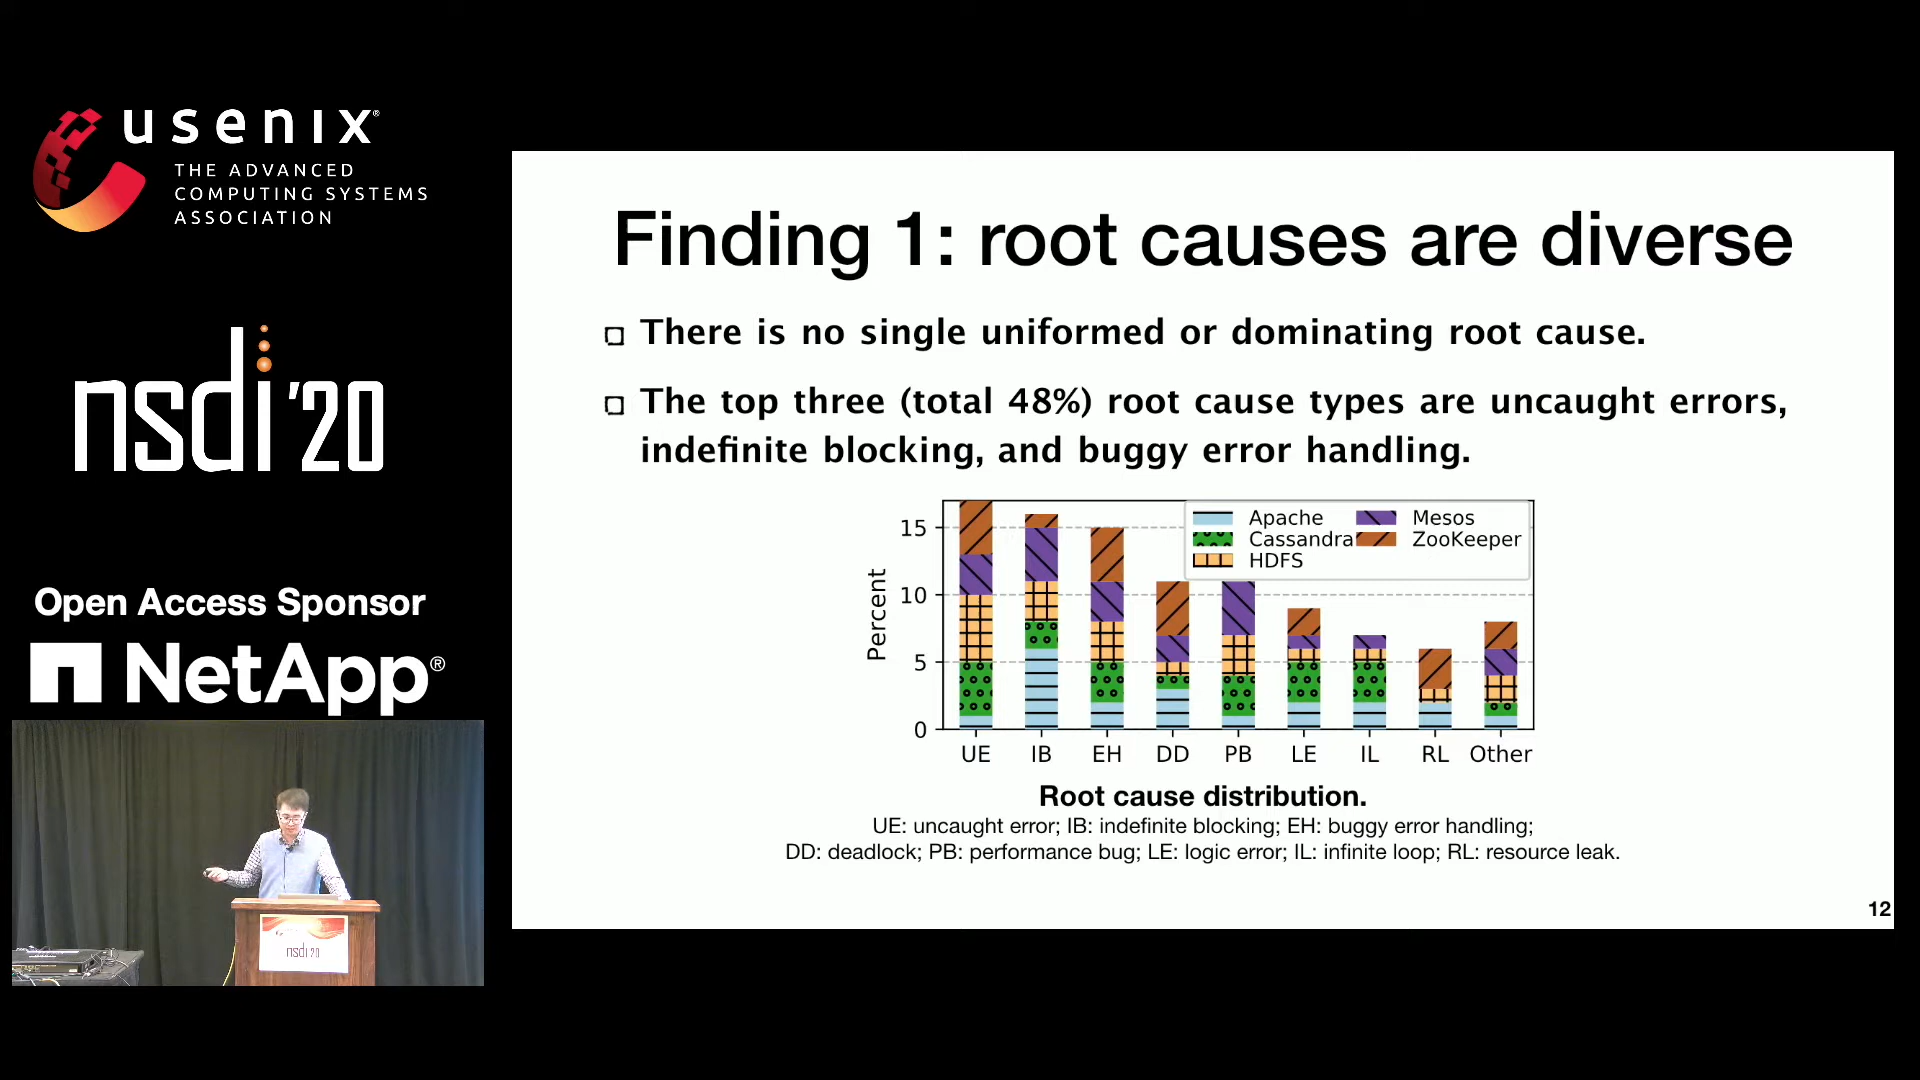 usenix®
THE ADVANCED
COMPUTING SYSTEMS
ASSOCIATION
nsdi '20
Open Access Sponsor
NetApp®
nsdi '20
Finding 1: root causes are diverse
There is no single uniformed or dominating root cause.
The top three (total 48%) root cause types are uncaught errors,
indefinite blocking, and buggy error handling.
Percent
15
10
5
0
Apache
Cassandra
HDFS
Mesos
ZooKeeper
UE IB EH DD PB LE IL RL Other
Root cause distribution.
UE: uncaught error; IB: indefinite blocking; EH: buggy error handling;
DD: deadlock; PB: performance bug; LE: logic error; IL: infinite loop; RL: resource leak.
12